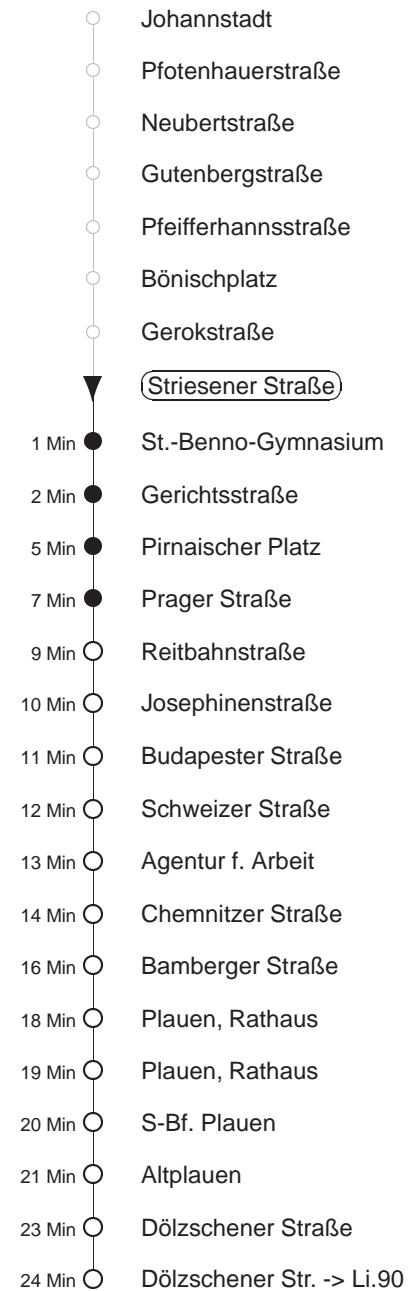 Johannstadt
Pfotenhauerstraße
Neubertstraße
Gutenbergstraße
Pfeifferhannsstraße
Bönischplatz
Gerokstraße
Striesener Straße
1 Min St.-Benno-Gymnasium
2 Min Gerichtsstraße
5 Min Pirnaischer Platz
7 Min Prager Straße
9 Min Reitbahnstraße
10 Min Josephinenstraße
11 Min Budapester Straße
12 Min Schweizer Straße
13 Min Agentur f. Arbeit
14 Min Chemnitzer Straße
16 Min Bamberger Straße
18 Min Plauen, Rathaus
19 Min Plauen, Rathaus
20 Min S-Bf. Plauen
21 Min Altplauen
23 Min Dölzschener Straße
24 Min Dölzschener Str. -> Li.90